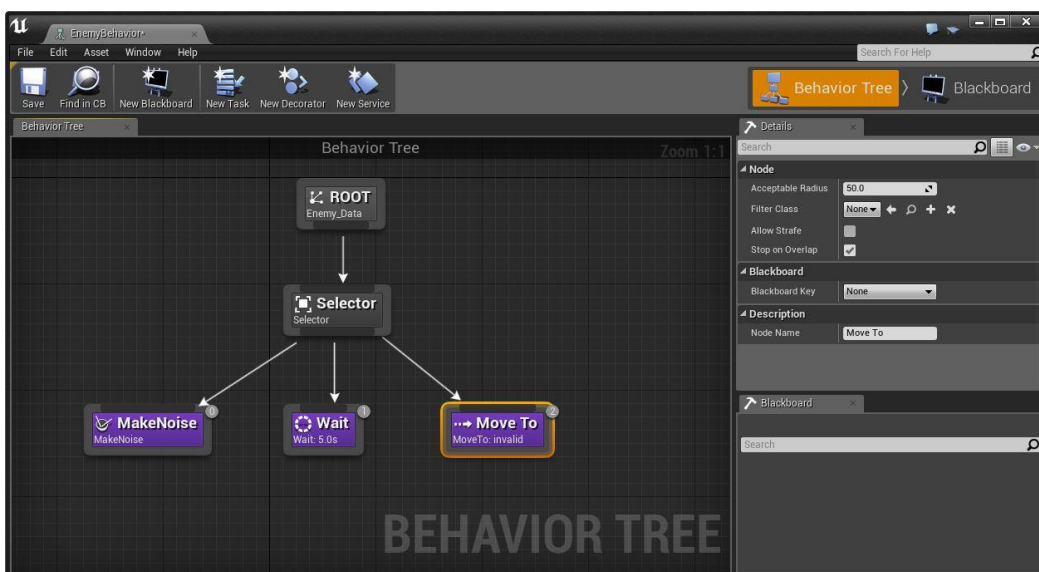 EnemyBehavior*
File Edit Asset Window Help
Search For Help
Save Find in CB New Blackboard New Task New Decorator New Service
Behavior Tree Blackboard
Behavior Tree
Behavior Tree
Zoom 1:1
ROOT
Enemy_Data
Selector
Selector
0
MakeNoise
MakeNoise
1
Wait
Wait: 5.0s
2
Move To
MoveTo: invalid
BEHAVIOR TREE
Details
Search
Node
Acceptable Radius 50.0
Filter Class None
Allow Strafe
Stop on Overlap
Blackboard
Blackboard Key None
Description
Node Name Move To
Blackboard
Search